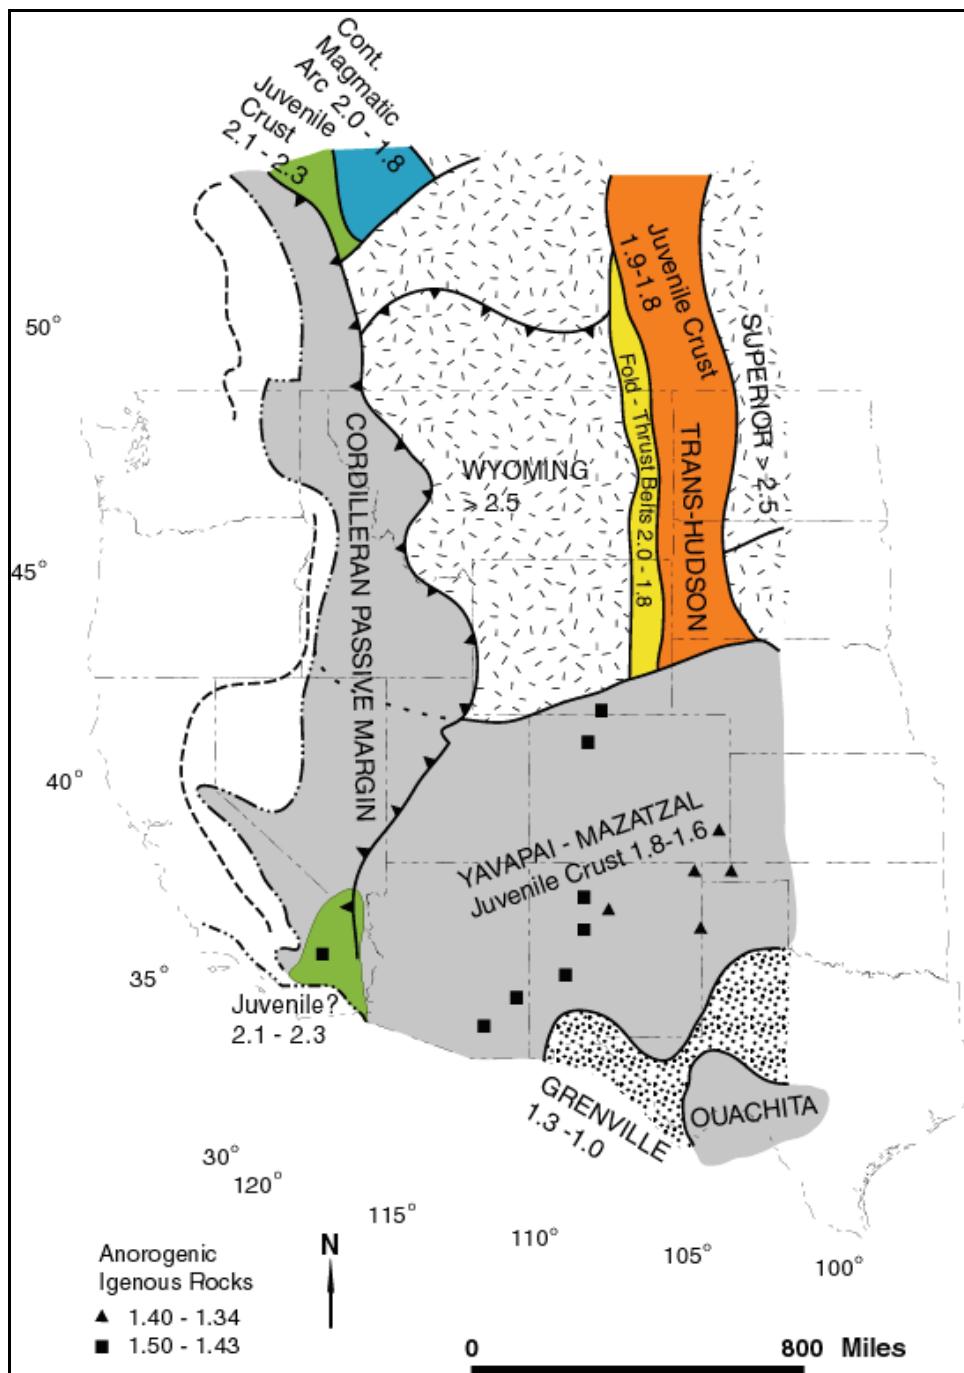 Cont.
Magmatic
Arc 2.0 - 1.8
Juvenile
Crust
2.1 - 2.3
50°
45°
40°
35°
30°
120°
115°
110°
105°
100°
CORDILLERAN PASSIVE MARGIN
WYOMING
> 2.5
Fold - Thrust Belts 2.0 - 1.8
Juvenile Crust
1.9-1.8
TRANS-HUDSON
SUPERIOR > 2.5
YAVAPAI - MAZATZAL
Juvenile Crust 1.8-1.6
Juvenile?
2.1 - 2.3
GRENVILLE
1.3 -1.0
OUACHITA
Anorogenic
Igenous Rocks
1.40 - 1.34
1.50 - 1.43
N
0 800 Miles